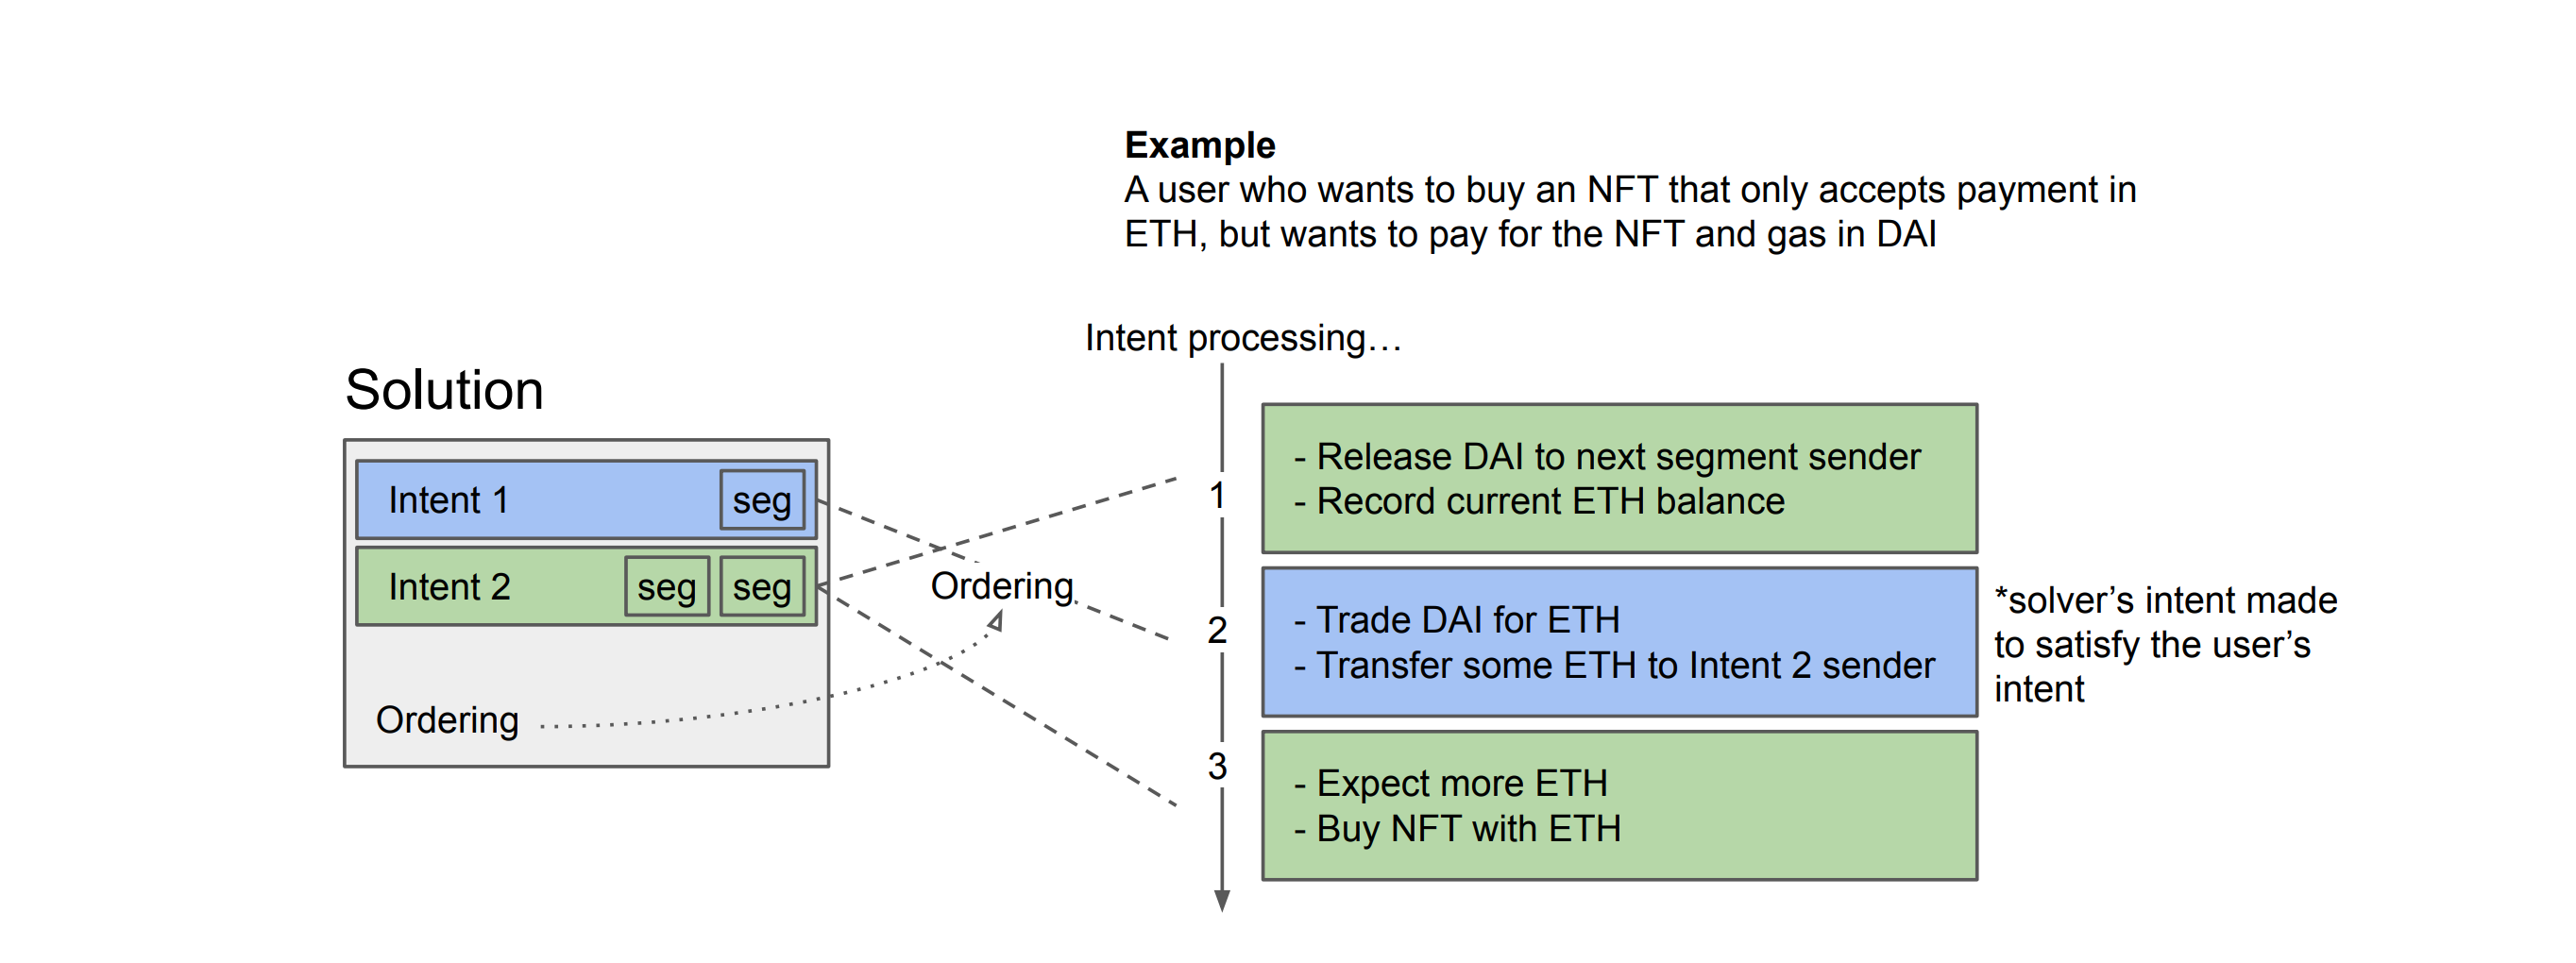 Example
A user who wants to buy an NFT that only accepts payment in
ETH, but wants to pay for the NFT and gas in DAI
Intent processing…
Solution
Intent 1
seg
Intent 2
seg
seg
Ordering
Ordering
1
- Release DAI to next segment sender
- Record current ETH balance
2
- Trade DAI for ETH
- Transfer some ETH to Intent 2 sender
*solver’s intent made
to satisfy the user’s
intent
3
- Expect more ETH
- Buy NFT with ETH